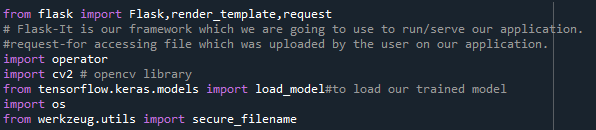 from flask import Flask,render_template,request
# Flask-It is our framework which we are going to use to run/serve our application.
#request-for accessing file which was uploaded by the user on our application.
import operator
import cv2 # opencv library
from tensorflow.keras.models import load_model#to load our trained model
import os
from werkzeug.utils import secure_filename